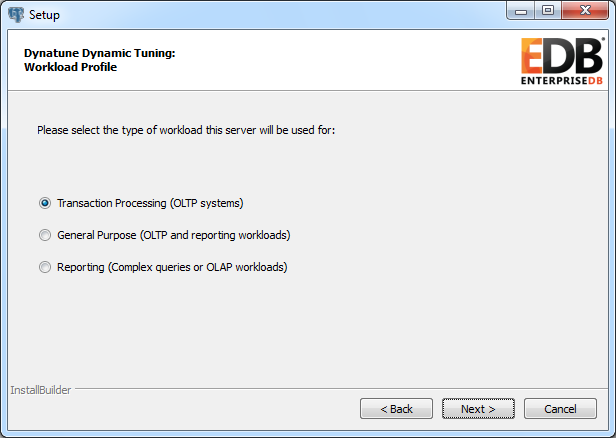 Setup
Dynatune Dynamic Tuning:
Workload Profile
EDB
ENTERPRISEDB
Please select the type of workload this server will be used for:
Transaction Processing (OLTP systems)
General Purpose (OLTP and reporting workloads)
Reporting (Complex queries or OLAP workloads)
InstallBuilder
< Back
Next >
Cancel